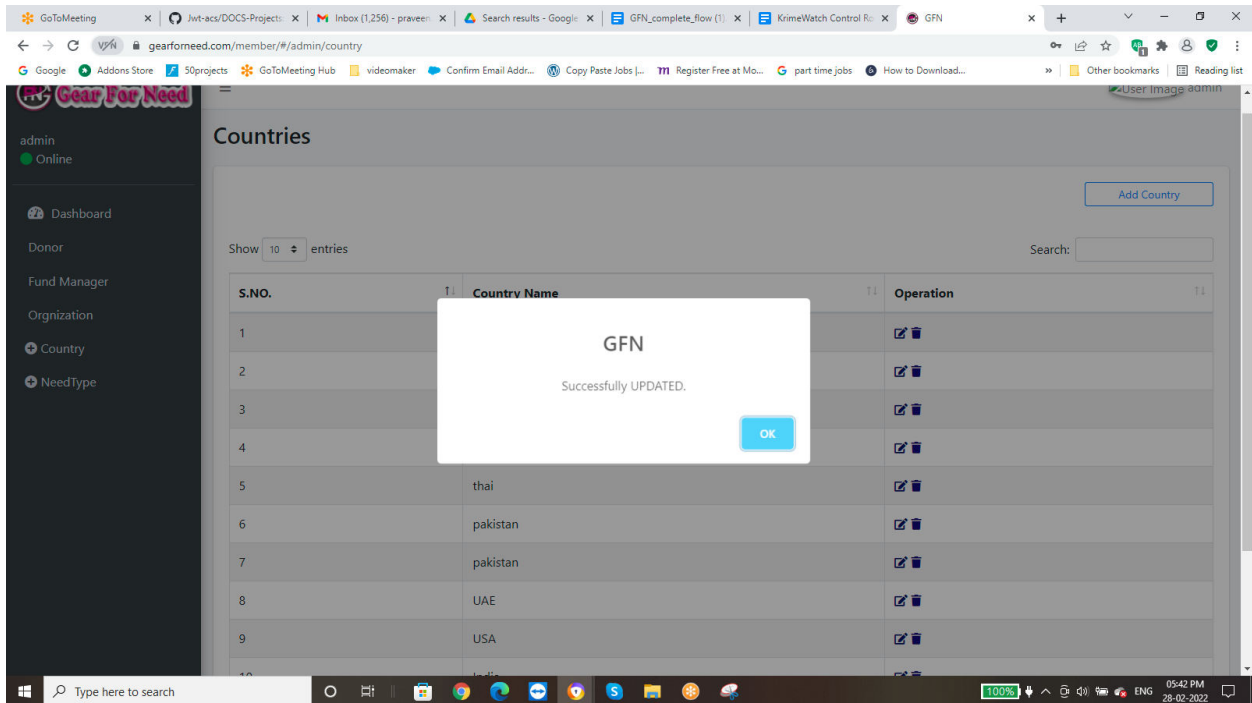 GoToMeeting
Jwt-acs/DOCS-Projects:
Inbox (1,256) - praveen.
Search results - Google
GFN_complete_flow (1)
KrimeWatch Control Ro
GFN
VPN
gearforneed.com/member/#/admin/country
Google
Addons Store
50projects
GoToMeeting Hub
videomaker
Confirm Email Addr...
Copy Paste Jobs |...
Register Free at Mo...
part time jobs
How to Download...
»
Other bookmarks
Reading list
Gear For Need
User Image admin
admin
Online
Dashboard
Donor
Fund Manager
Orgnization
Country
NeedType
Countries
Add Country
Show 10 entries
Search:
S.NO. Country Name Operation
1
2
3
4
5 thai
6 pakistan
7 pakistan
8 UAE
9 USA
10 India
GFN
Successfully UPDATED.
OK
Type here to search
100%
ENG
05:42 PM
28-02-2022